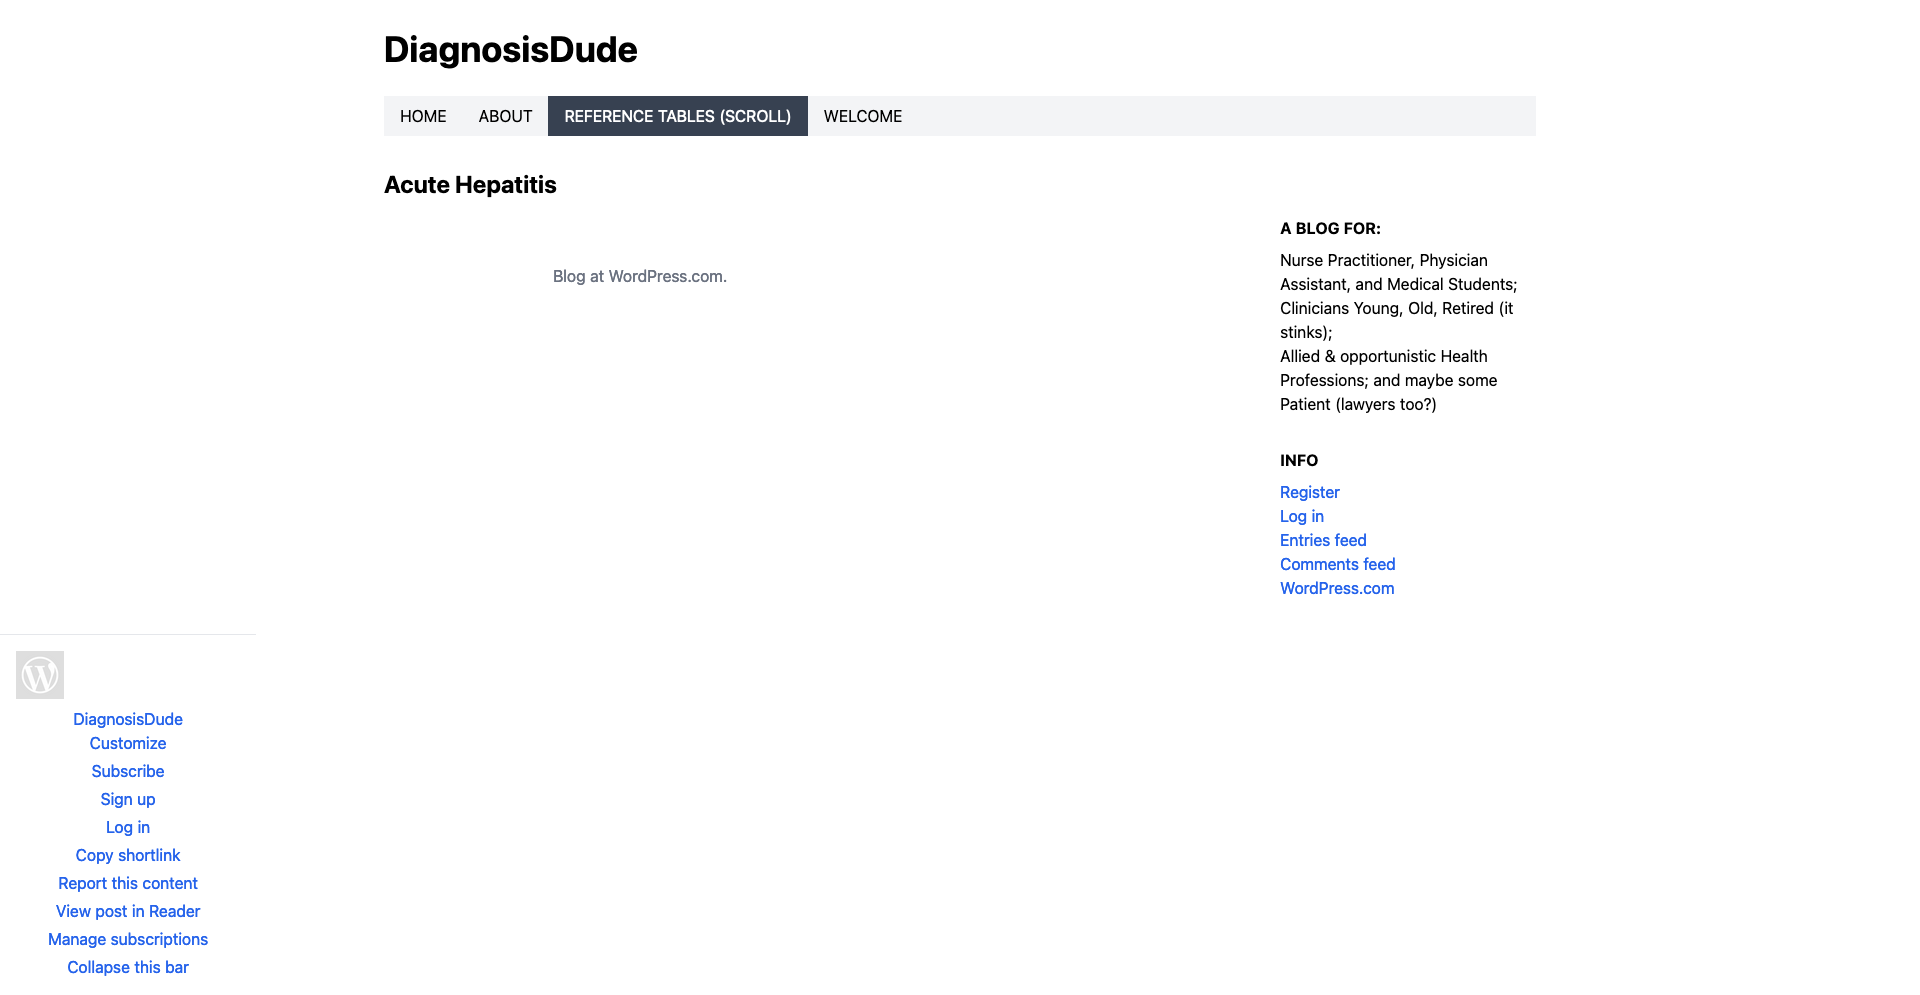 DiagnosisDude
HOME ABOUT REFERENCE TABLES (SCROLL) WELCOME
Acute Hepatitis
Blog at WordPress.com.
A BLOG FOR:
Nurse Practitioner, Physician
Assistant, and Medical Students;
Clinicians Young, Old, Retired (it
stinks);
Allied & opportunistic Health
Professions; and maybe some
Patient (lawyers too?)
INFO
Register
Log in
Entries feed
Comments feed
WordPress.com
DiagnosisDude
Customize
Subscribe
Sign up
Log in
Copy shortlink
Report this content
View post in Reader
Manage subscriptions
Collapse this bar